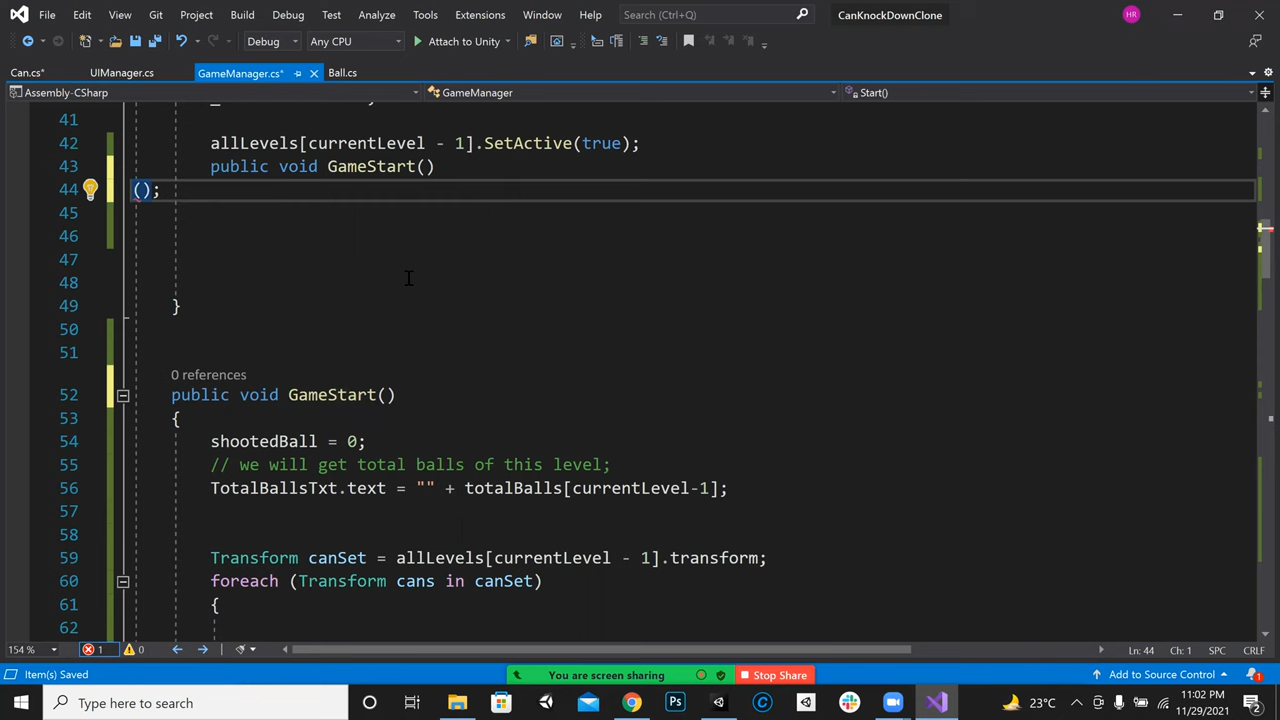 File Edit View Git Project Build Debug Test Analyze Tools Extensions Window Help Search (Ctrl+Q) CanKnockDownClone HR
Debug Any CPU Attach to Unity
Can.cs* UIManager.cs GameManager.cs* Ball.cs
Assembly-CSharp GameManager Start()
41
42 allLevels[currentLevel - 1].SetActive(true);
43 public void GameStart()
44 ();
45
46
47
48
49 }
50
51
0 references
52 public void GameStart()
53 {
54 shootedBall = 0;
55 // we will get total balls of this level;
56 TotalBallsTxt.text = "" + totalBalls[currentLevel-1];
57
58
59 Transform canSet = allLevels[currentLevel - 1].transform;
60 foreach (Transform cans in canSet)
61 {
62
154 % 1 0 Ln: 44 Ch: 1 SPC CRLF
Item(s) Saved You are screen sharing Stop Share Add to Source Control 1
Type here to search 23°C 11:02 PM
11/29/2021